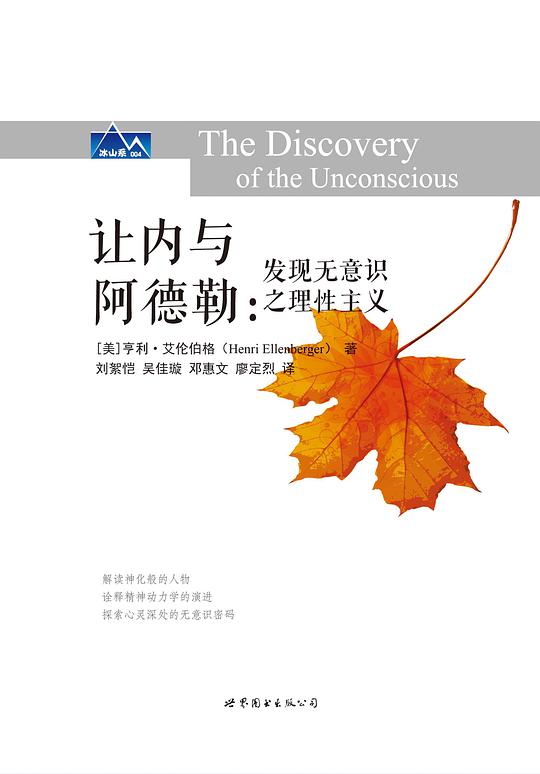 冰山系 004
The Discovery
of the Unconscious
让内与
阿德勒:
发现无意识
之理性主义
[美]亨利·艾伦伯格（Henri Ellenberger） 著
刘絮恺 吴佳璇 邓惠文 廖定烈 译
解读神化般的人物
诠释精神动力学的演进
探索心灵深处的无意识密码
世界图书出版公司